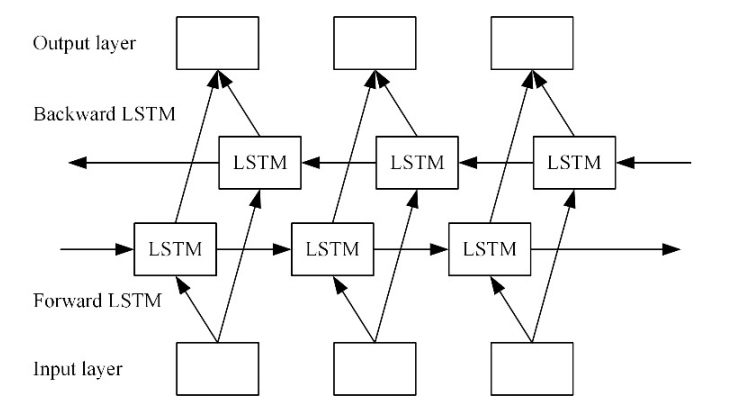 Output layer
Backward LSTM
LSTM LSTM LSTM
LSTM LSTM LSTM
Forward LSTM
Input layer